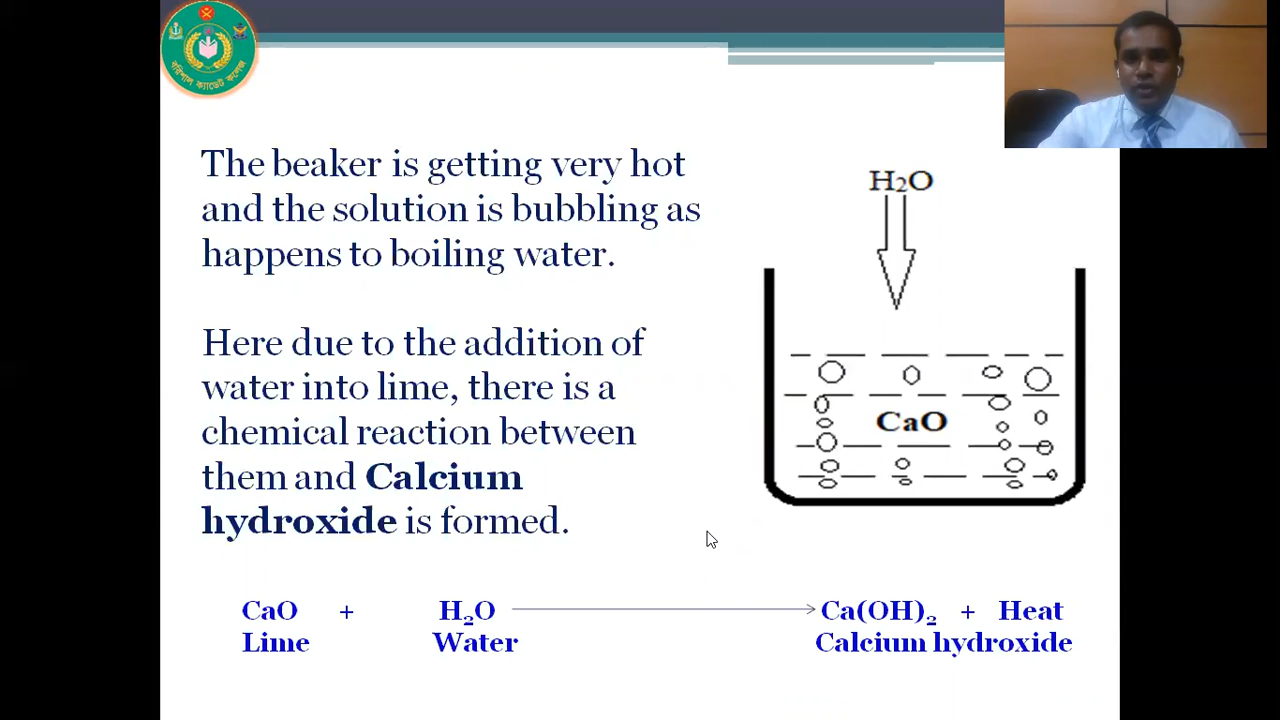 বরিশাল ক্যাডেট কলেজ
The beaker is getting very hot
and the solution is bubbling as
happens to boiling water.
Here due to the addition of
water into lime, there is a
chemical reaction between
them and Calcium
hydroxide is formed.
H₂O
CaO
CaO + H₂O → Ca(OH)₂ + Heat
Lime Water Calcium hydroxide